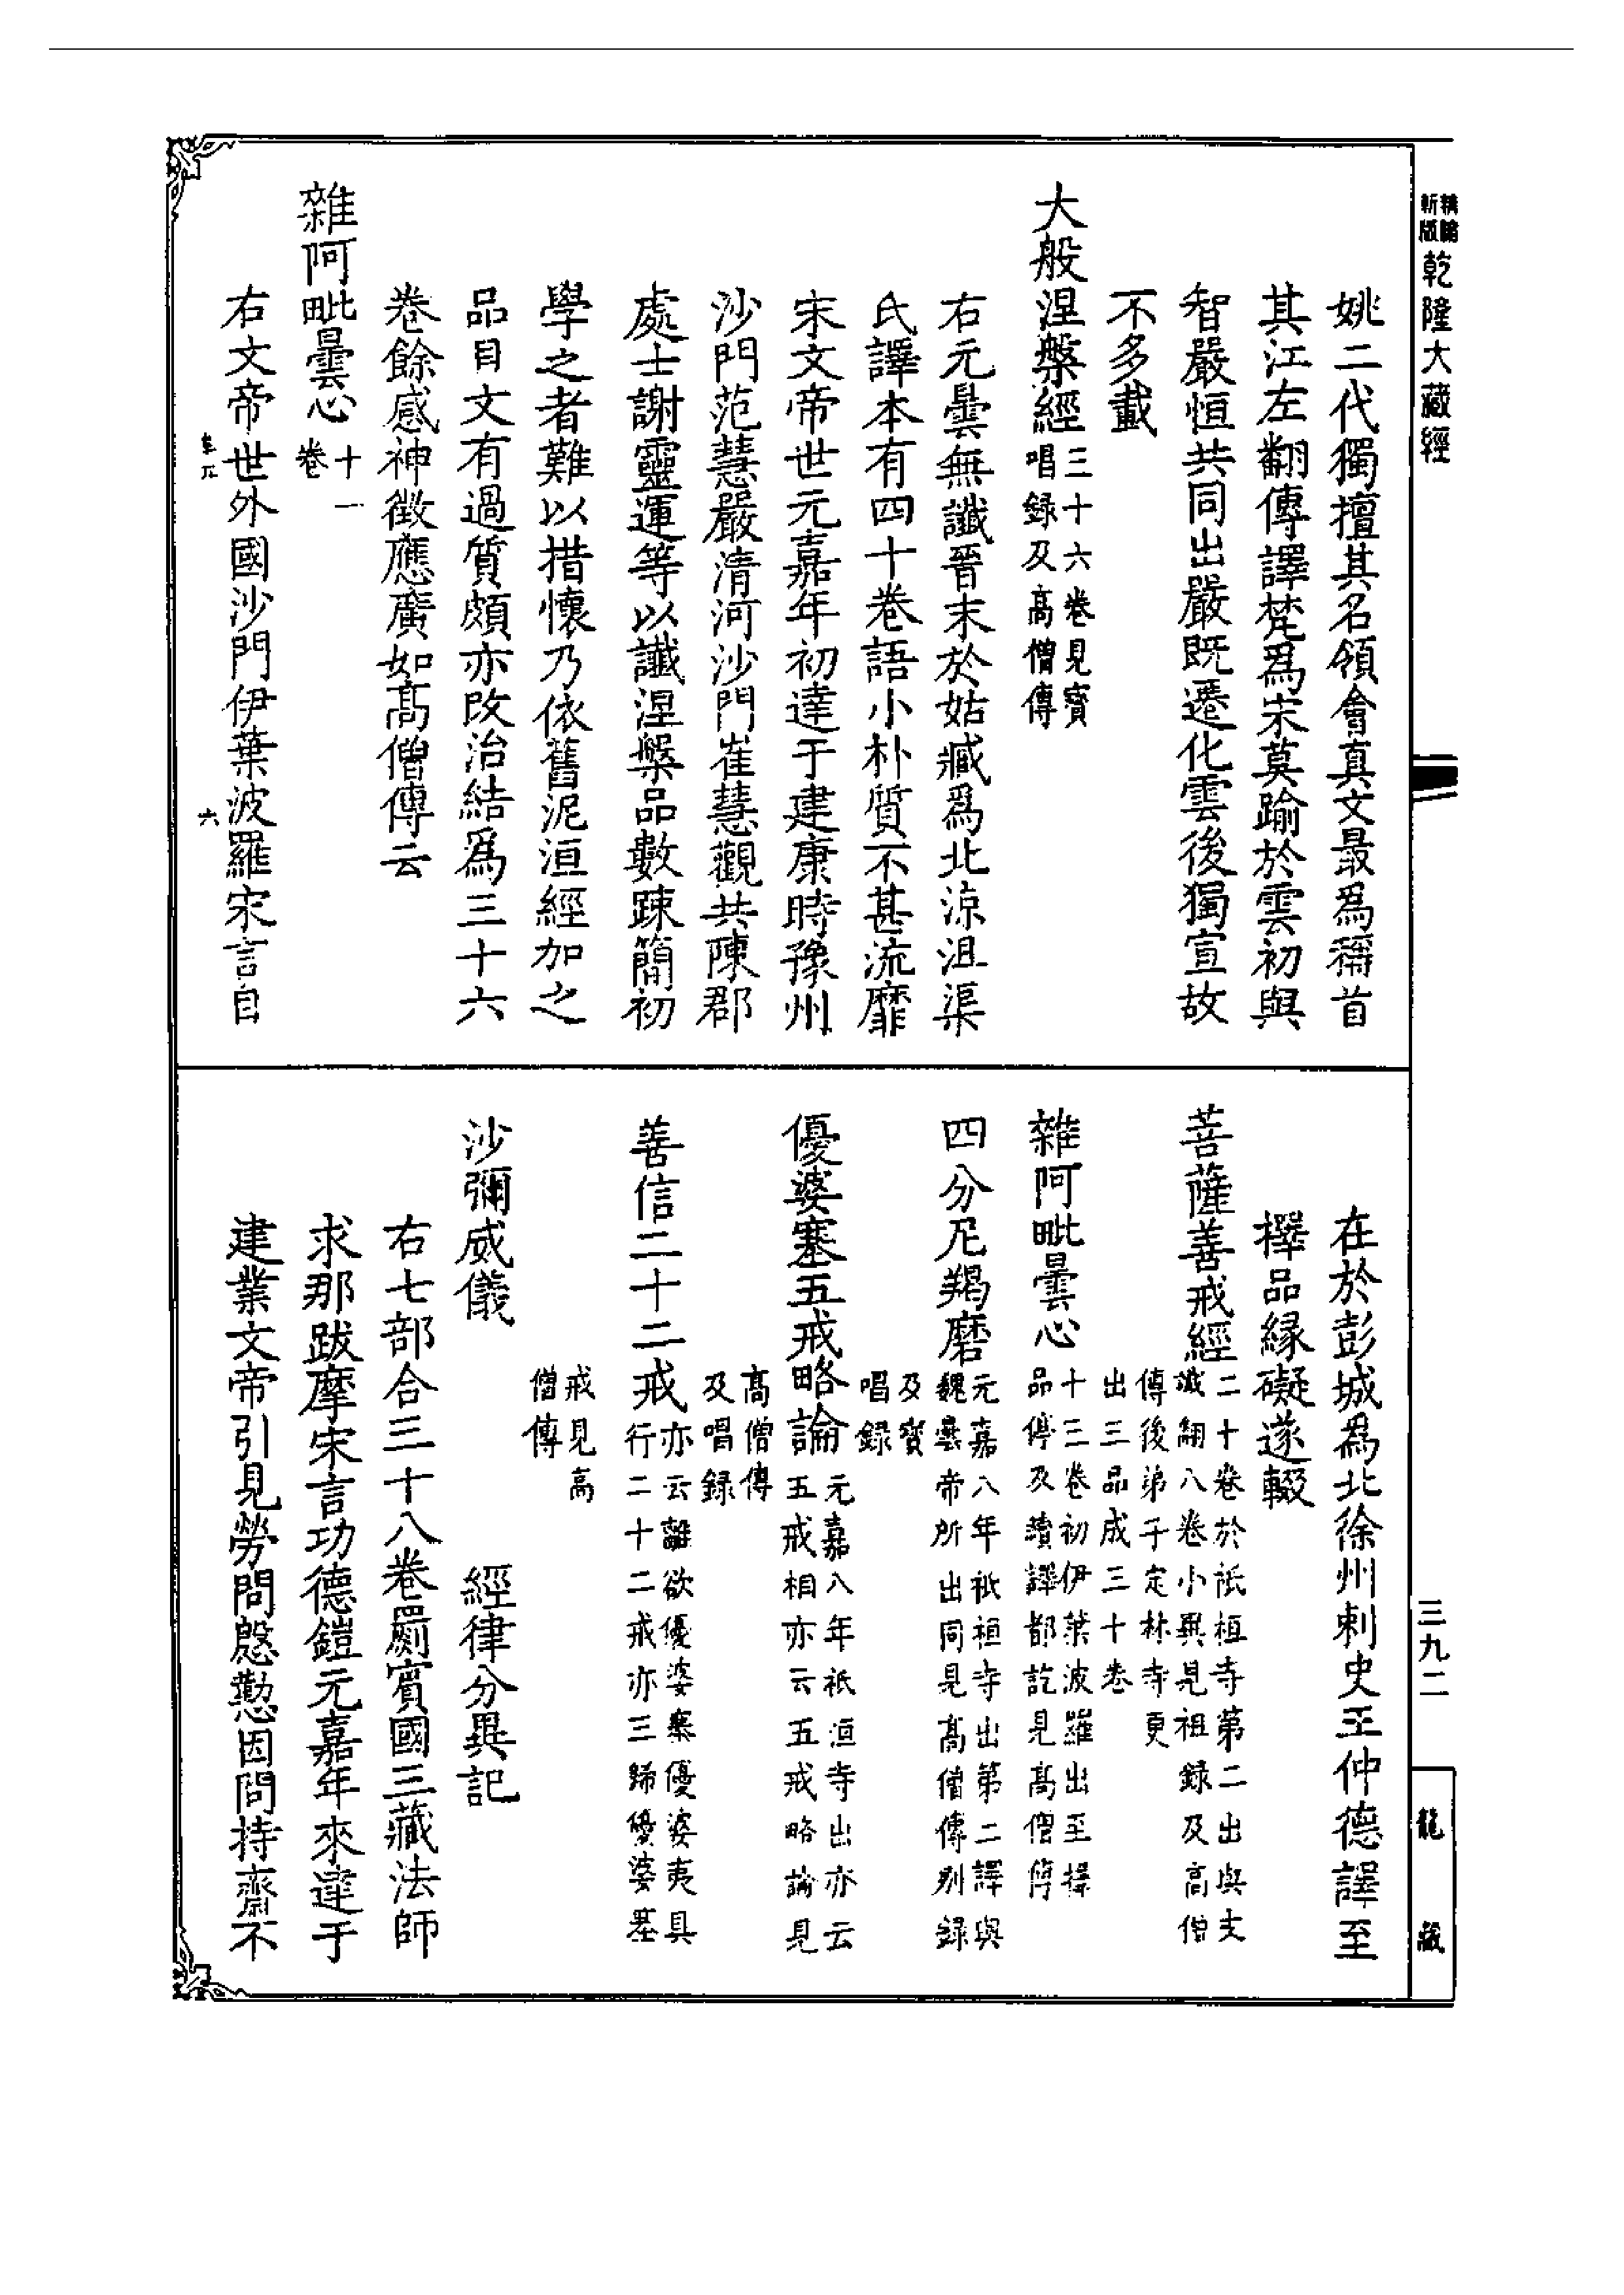 乾隆大藏經
姚二代獨擅其名領會真文最爲稱首
其江左翻傳譯梵爲宋莫踰於雲初與
智嚴恒共同出嚴既遷化雲後獨宣故
不多載
大般涅槃經三十六卷見寶
唱録及高僧傳
右元曇無讖晉末於姑臧爲北涼沮渠
氏譯本有四十卷語小朴質不甚流靡
宋文帝世元嘉年初達于建康時豫州
沙門范慧嚴清河沙門崔慧觀共陳郡
處士謝靈運等以讖涅槃品數踈簡初
學之者難以措懷乃依舊泥洹經加之
品目文有過質頗亦改治結爲三十六
卷餘感神徵應廣如高僧傳云
雜阿毗曇心十一
卷
右文帝世外國沙門伊葉波羅宋言自
六
在於彭城爲北徐州刺史王仲德譯至
擇品緣礙遂輟
菩薩善戒經二十卷於祇桓寺第二出與
讖翻八卷小異見祖録及高僧
傳後弟子定林寺更
出三品成三十卷
雜阿毗曇心十三卷初伊葉波羅出至擇
品停及續譯都訖見高僧傳
四分尼羯磨元嘉八年祇桓寺出第二譯與
魏曇帝所出同見高僧傳別錄
及寶
唱録
優婆塞五戒略論元嘉八年祇洹寺出亦云
五戒相亦云五戒略論見
高僧傳
及唱録
善信二十二戒亦云離欲優婆塞優婆夷具
行二十二戒亦三歸優婆塞
戒見高
僧傳
沙彌威儀　經律分異記
右七部合三十八卷罽賓國三藏法師
求那跋摩宋言功德鎧元嘉年來達于
建業文帝引見勞問慇懃因問持齋不
三九二
龍藏